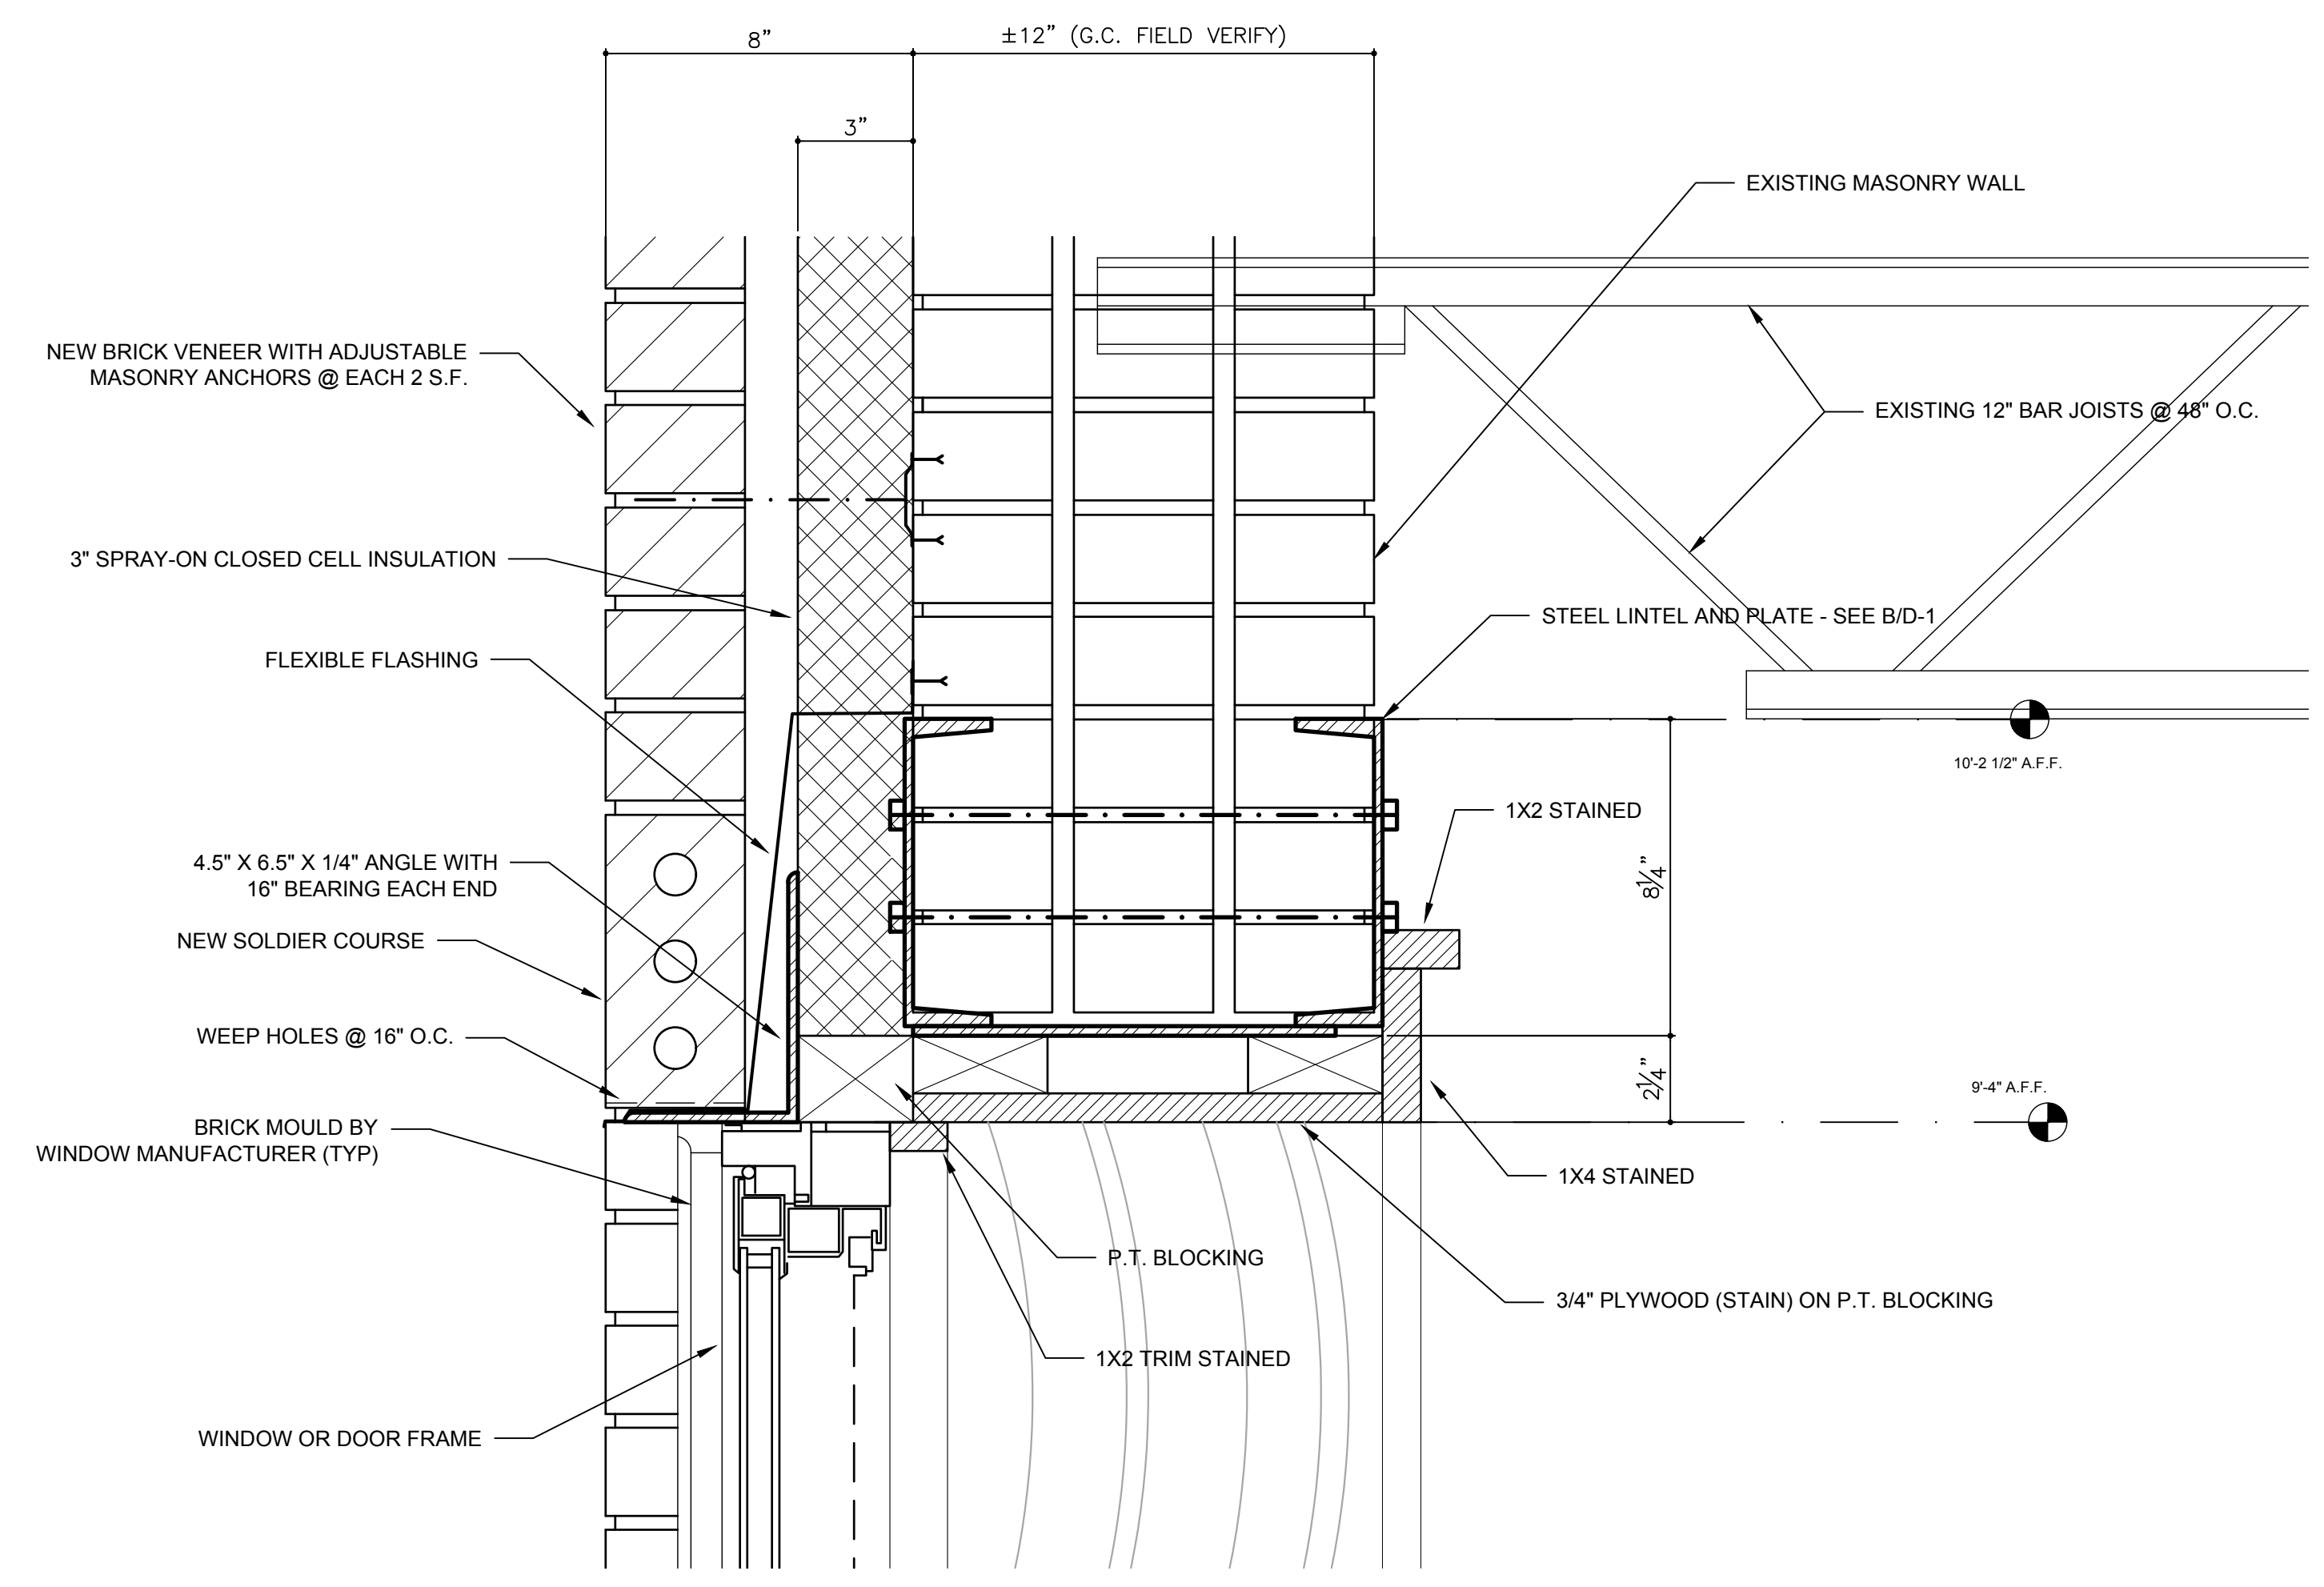 8”
±12” (G.C. FIELD VERIFY)
3”
EXISTING MASONRY WALL
NEW BRICK VENEER WITH ADJUSTABLE
MASONRY ANCHORS @ EACH 2 S.F.
EXISTING 12" BAR JOISTS @ 48" O.C.
3" SPRAY-ON CLOSED CELL INSULATION
STEEL LINTEL AND PLATE - SEE B/D-1
FLEXIBLE FLASHING
10'-2 1/2" A.F.F.
1X2 STAINED
4.5" X 6.5" X 1/4" ANGLE WITH
16" BEARING EACH END
8¼”
NEW SOLDIER COURSE
WEEP HOLES @ 16" O.C.
2¼”
9'-4" A.F.F.
BRICK MOULD BY
WINDOW MANUFACTURER (TYP)
1X4 STAINED
P.T. BLOCKING
3/4" PLYWOOD (STAIN) ON P.T. BLOCKING
1X2 TRIM STAINED
WINDOW OR DOOR FRAME